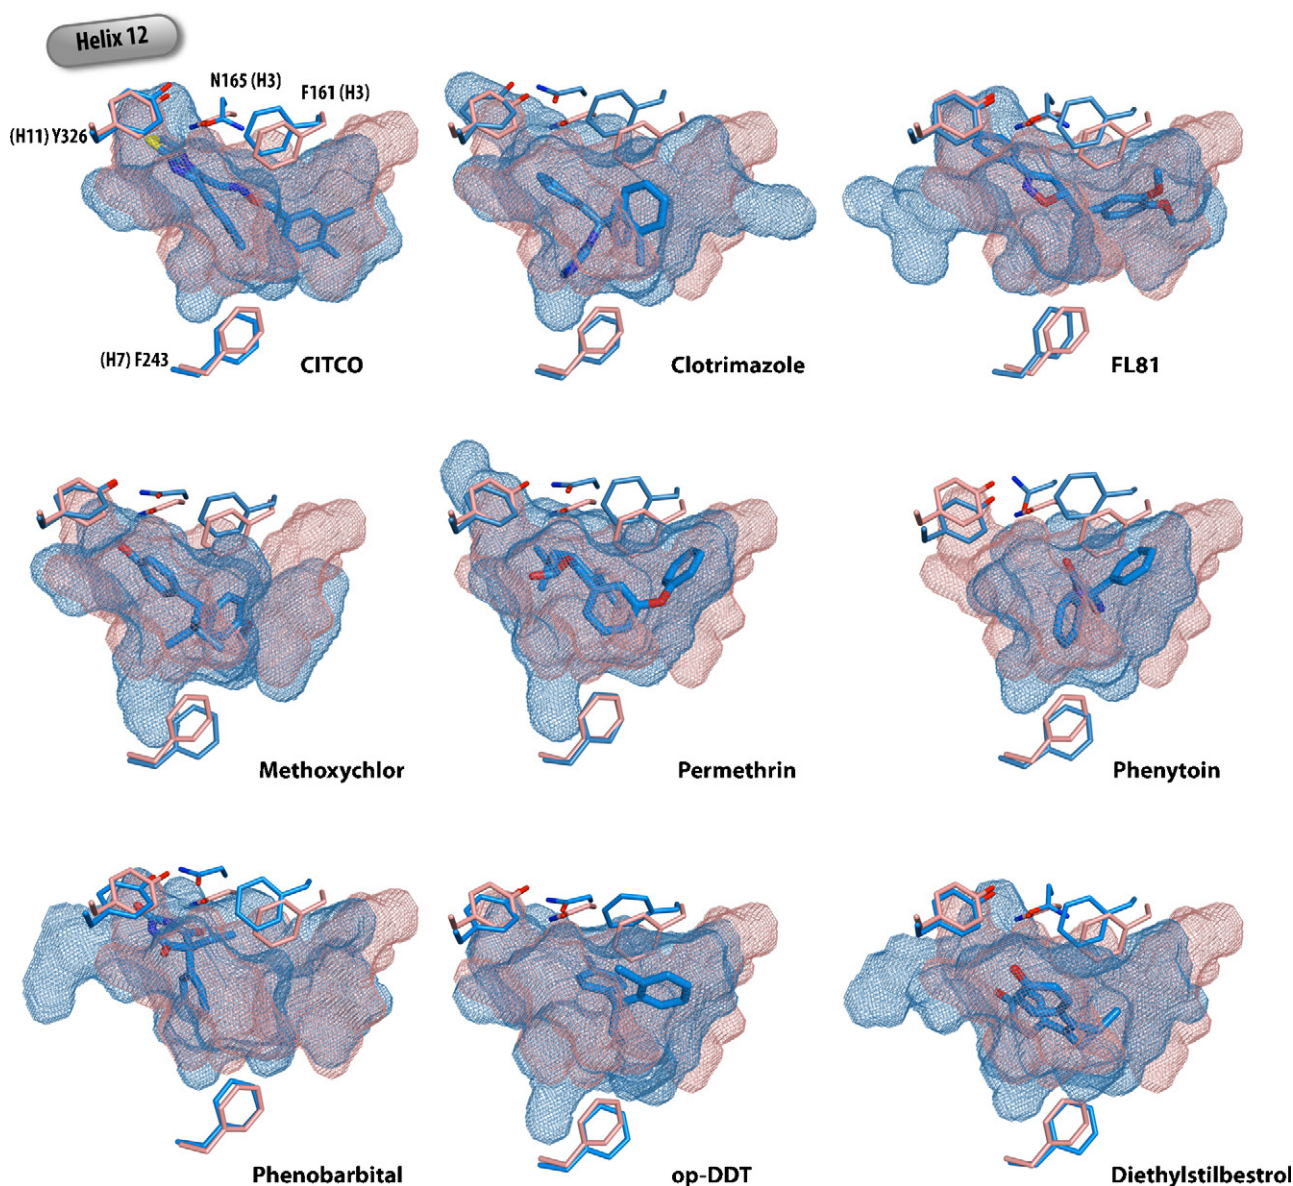 Helix 12
N165 (H3)
F161 (H3)
(H11) Y326
(H7) F243
CITCO
Clotrimazole
FL81
Methoxychlor
Permethrin
Phenytoin
Phenobarbital
op-DDT
Diethylstilbestrol